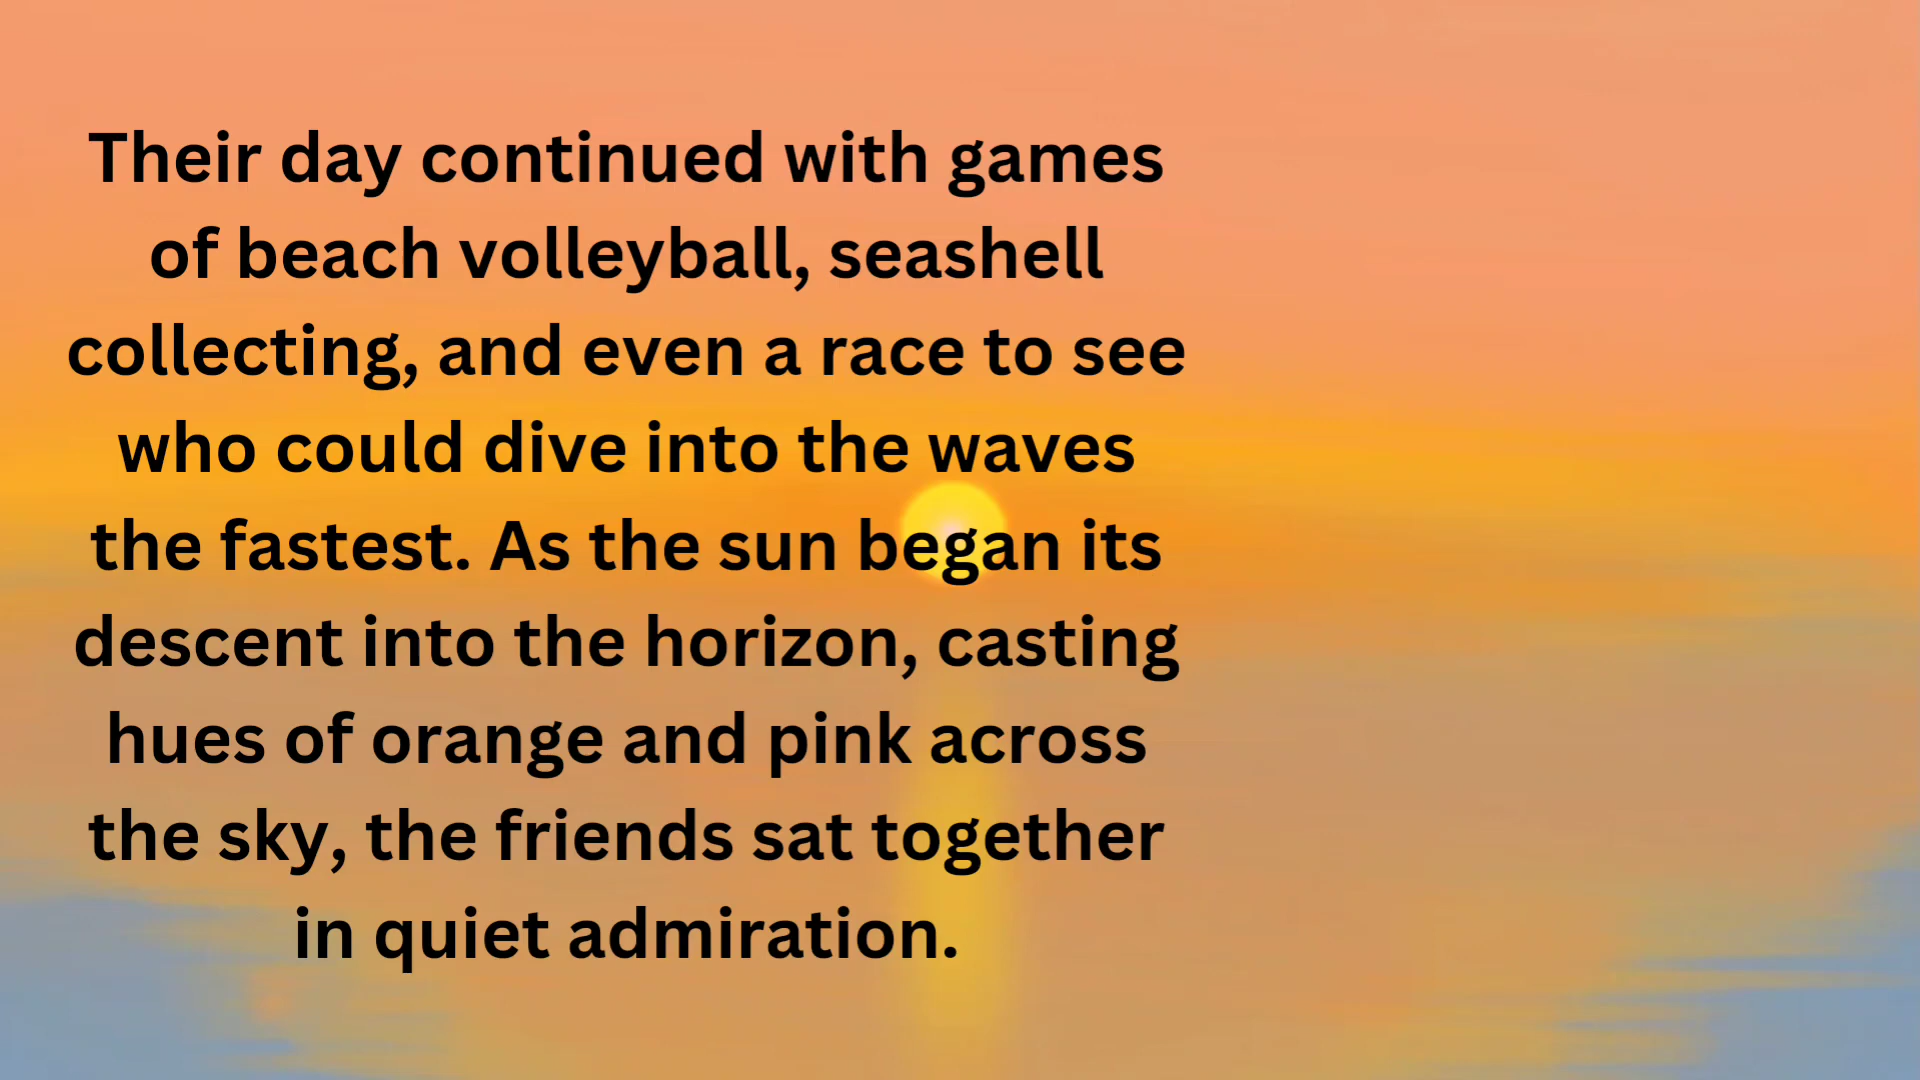 Their day continued with games
of beach volleyball, seashell
collecting, and even a race to see
who could dive into the waves
the fastest. As the sun began its
descent into the horizon, casting
hues of orange and pink across
the sky, the friends sat together
in quiet admiration.